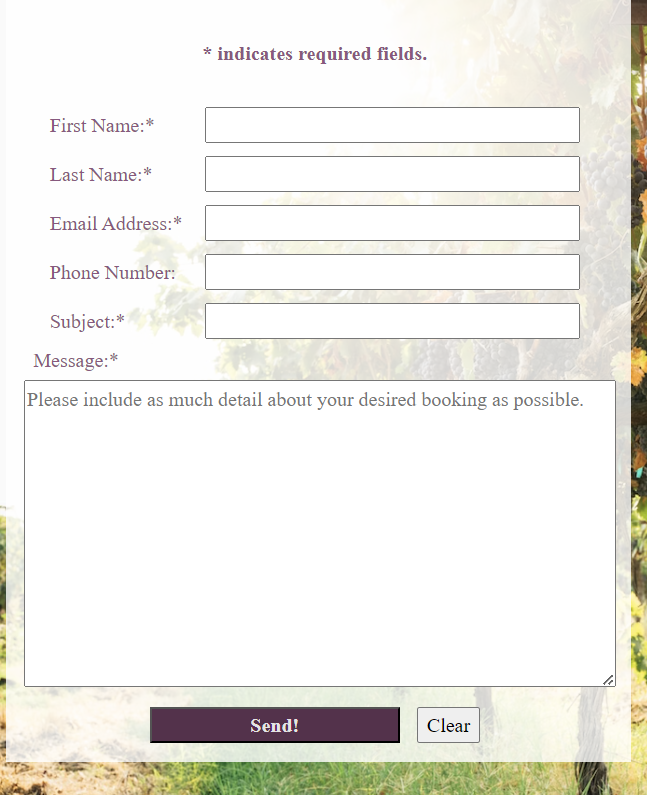 * indicates required fields.
First Name:*
Last Name:*
Email Address:*
Phone Number:
Subject:*
Message:*
Please include as much detail about your desired booking as possible.
Send! Clear